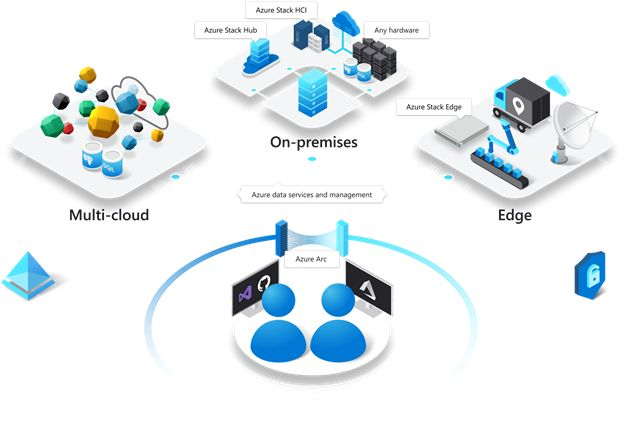 Azure Stack HCI
Azure Stack Hub
Any hardware
Azure Stack Edge
SQL
On-premises
Multi-cloud
Edge
Azure data services and management
Azure Arc